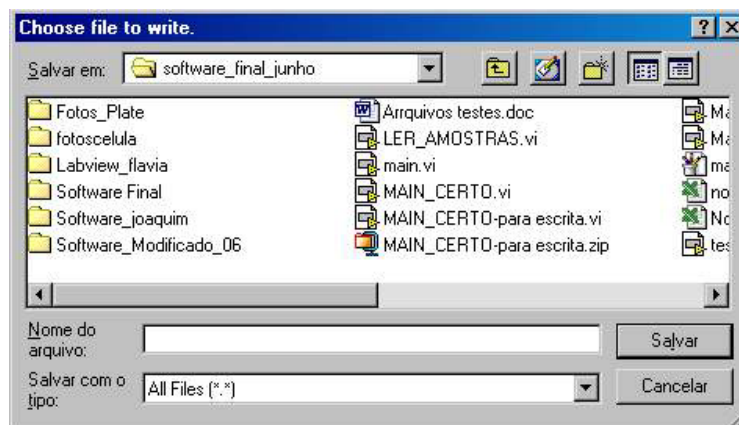 Choose file to write.
Salvar em: software_final_junho
Fotos_Plate
fotoscelula
Labview_flavia
Software Final
Software_joaquim
Software_Modificado_06
Arrquivos testes.doc
LER_AMOSTRAS.vi
main.vi
MAIN_CERTO.vi
MAIN_CERTO-para escrita.vi
MAIN_CERTO-para escrita.zip
Nome do
arquivo:
Salvar
Salvar com o
tipo:
All Files (*.*)
Cancelar